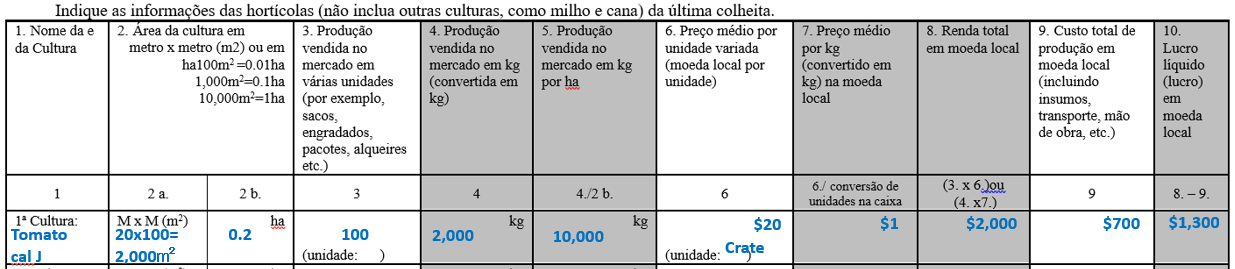 Indique as informações das hortícolas (não inclua outras culturas, como milho e cana) da última colheita.
1. Nome da e
da Cultura
2. Área da cultura em
metro x metro (m2) ou em
ha100m²=0.01ha
1,000m²=0.1ha
10,000m²=1ha
3. Produção
vendida no
mercado em
várias unidades
(por exemplo,
sacos,
engradados,
pacotes, alqueires
etc.)
4. Produção
vendida no
mercado em kg
(convertida em
kg)
5. Produção
vendida no
mercado em kg
por ha
6. Preço médio por
unidade variada
(moeda local por
unidade)
7. Preço médio
por kg
(convertido em
kg) na moeda
local
8. Renda total
em moeda local
9. Custo total de
produção em
moeda local
(incluindo
insumos,
transporte, mão
de obra, etc.)
10.
Lucro
líquido
(lucro)
em
moeda
local
1
2 a.
2 b.
3
4
4./2 b.
6
6./ conversão de
unidades na caixa
(3. x 6.)ou
(4. x7.)
9
8. – 9.
1ª Cultura:
Tomato
cal J
M x M (m²)
20x100=
2,000m²
ha
0.2
100
(unidade: )
kg
2,000
kg
10,000
$20
(unidade: Crate)
$1
$2,000
$700
$1,300